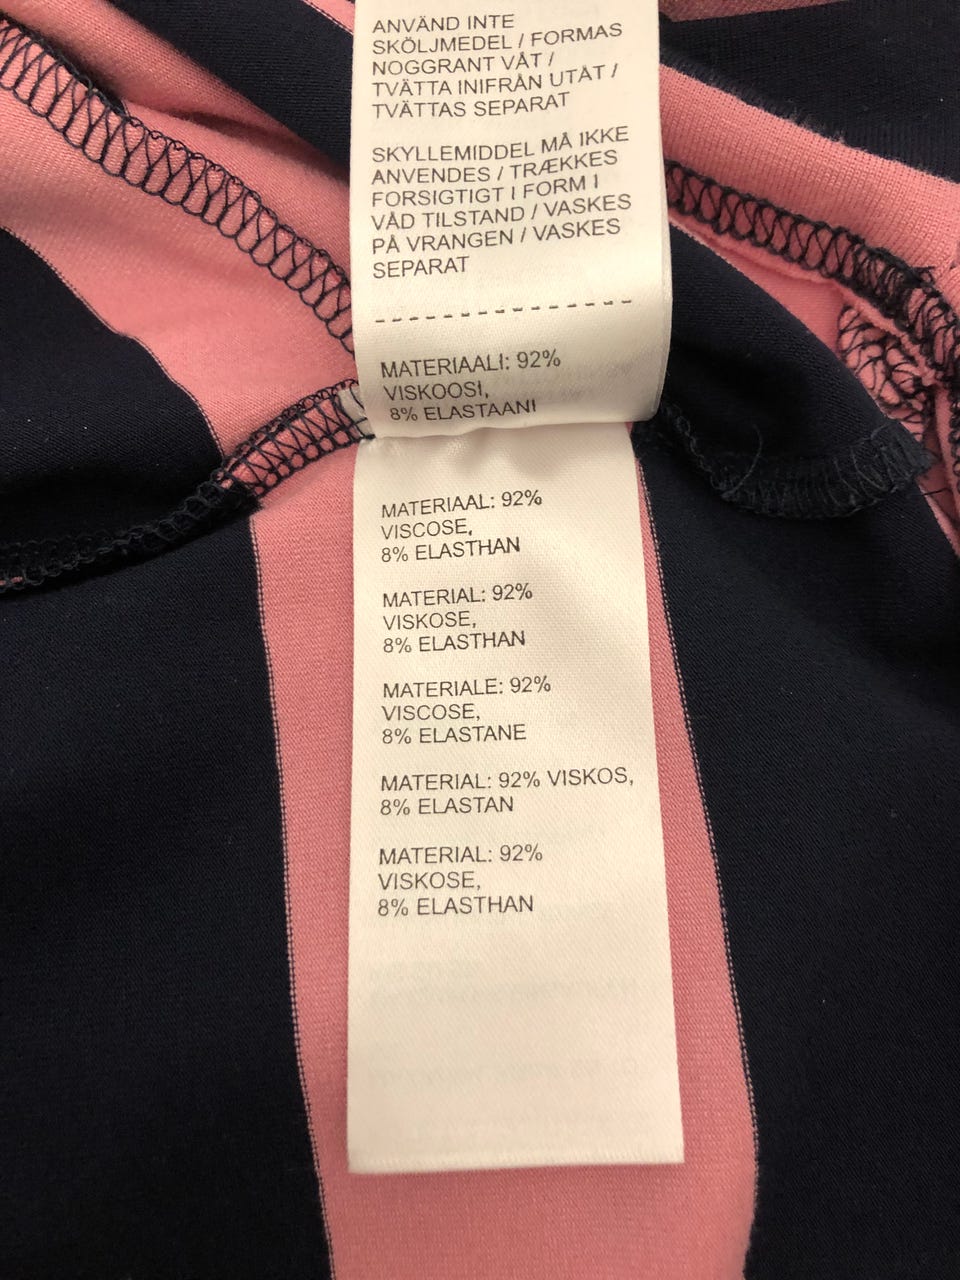 ANVÄND INTE
SKÖLJMEDEL / FORMAS
NOGGRANT VÅT /
TVÄTTA INIFRÅN UTÅT /
TVÄTTAS SEPARAT
SKYLLEMIDDEL MÅ IKKE
ANVENDES / TRÆKKES
FORSIGTIGT I FORM I
VÅD TILSTAND / VASKES
PÅ VRANGEN / VASKES
SEPARAT
MATERIAALI: 92%
VISKOOSI,
8% ELASTAANI
MATERIAAL: 92%
VISCOSE,
8% ELASTHAN
MATERIAL: 92%
VISKOSE,
8% ELASTHAN
MATERIALE: 92%
VISCOSE,
8% ELASTANE
MATERIAL: 92% VISKOS,
8% ELASTAN
MATERIAL: 92%
VISKOSE,
8% ELASTHAN